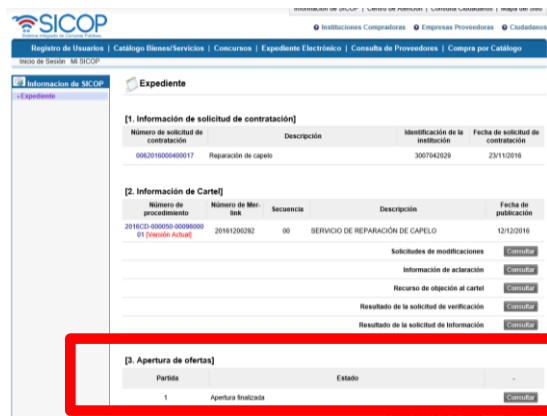 Información de SICOP | Centro de Atención | Consulta Ciudadanos | Mapa del Sitio
SICOP
Sistema Integrado de Compras Públicas
Instituciones Compradoras Empresas Proveedoras Ciudadanos
Registro de Usuarios | Catálogo Bienes/Servicios | Concursos | Expediente Electrónico | Consulta de Proveedores | Compra por Catálogo
Inicio de Sesión MI SICOP
Informacion de SICOP
Expediente
Expediente
[1. Información de solicitud de contratación]
Número de solicitud de contratación Descripción Identificación de la institución Fecha de solicitud de contratación
0062016000400017 Reparación de capelo 3007042029 23/11/2016
[2. Información de Cartel]
Número de procedimiento Número de Mer-link Secuencia Descripción Fecha de publicación
2016CD-000050-0009600001 [Versión Actual] 20161200282 00 SERVICIO DE REPARACIÓN DE CAPELO 12/12/2016
Solicitudes de modificaciones Consultar
Información de aclaración Consultar
Recurso de objeción al cartel Consultar
Resultado de la solicitud de verificación Consultar
Resultado de la solicitud de Información Consultar
[3. Apertura de ofertas]
Partida Estado -
1 Apertura finalizada Consultar